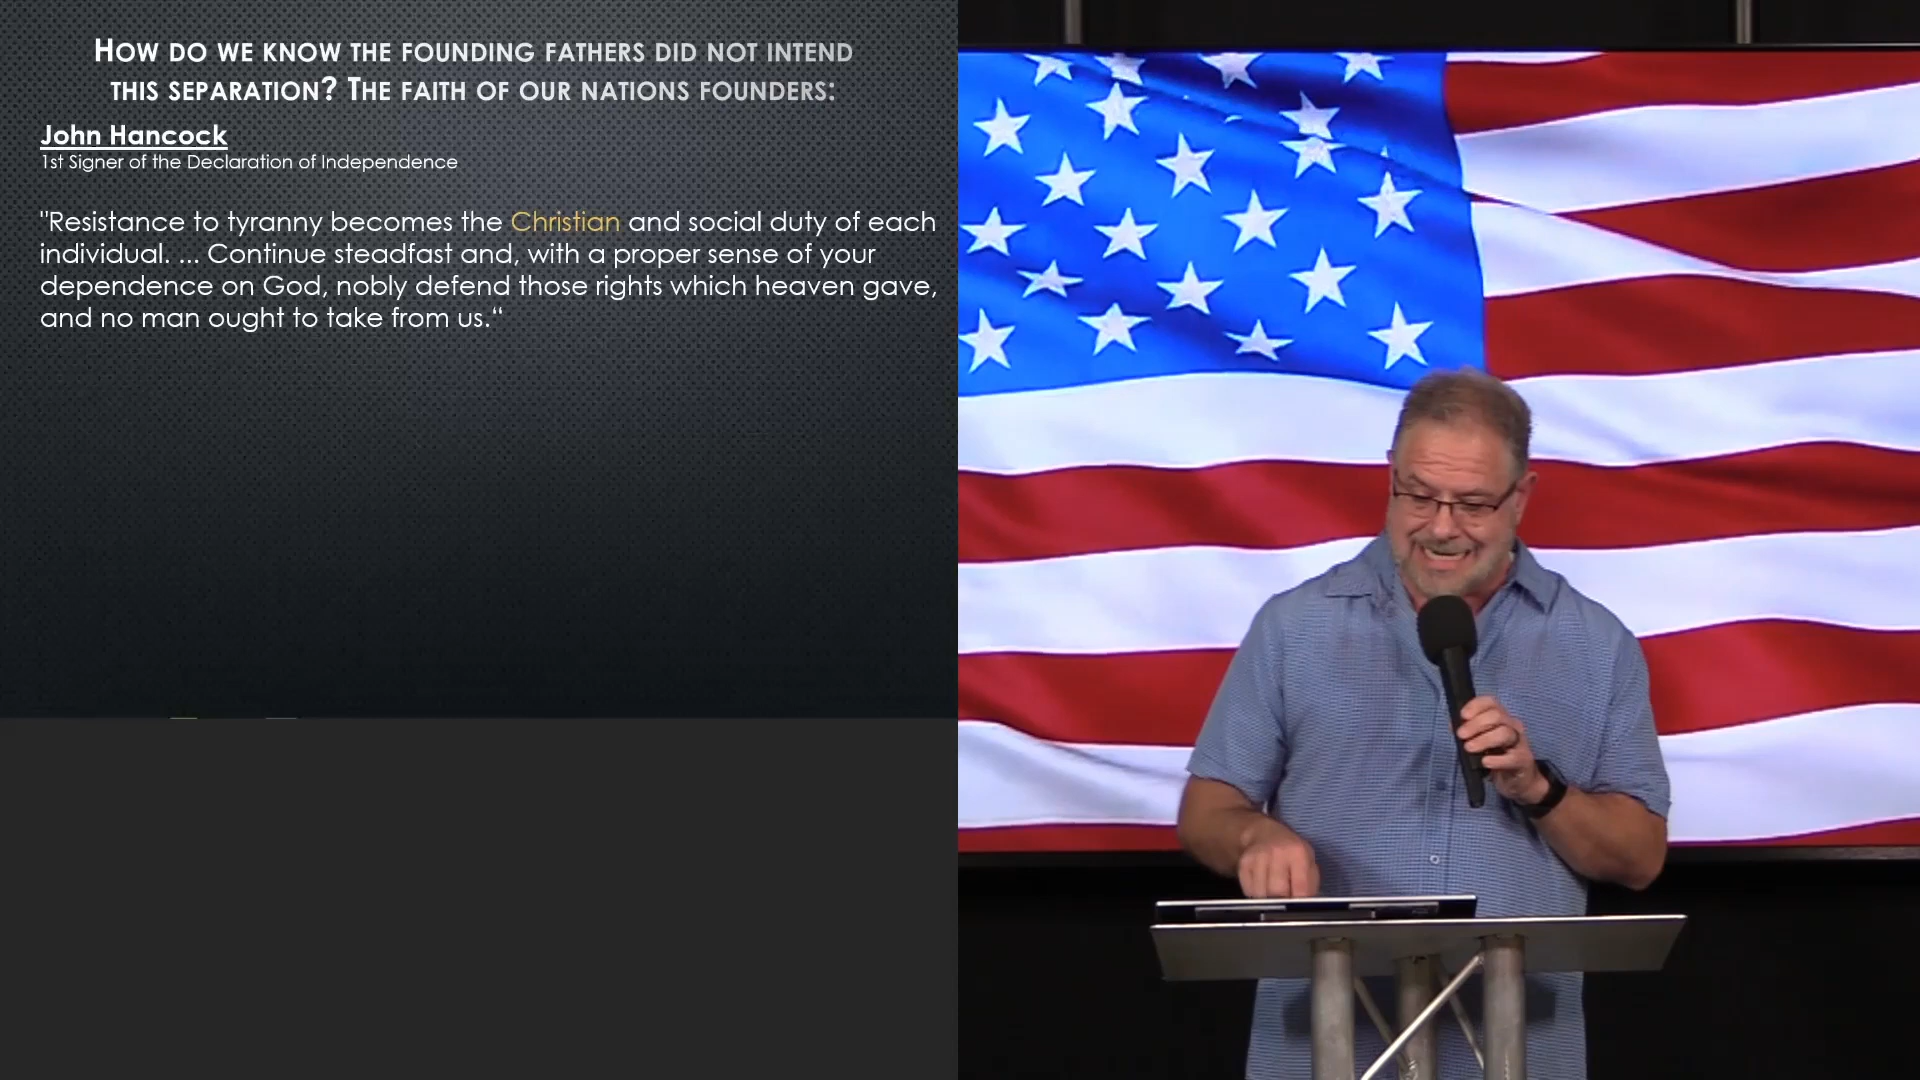 HOW DO WE KNOW THE FOUNDING FATHERS DID NOT INTEND
THIS SEPARATION? THE FAITH OF OUR NATIONS FOUNDERS:
John Hancock
1st Signer of the Declaration of Independence
"Resistance to tyranny becomes the Christian and social duty of each
individual. ... Continue steadfast and, with a proper sense of your
dependence on God, nobly defend those rights which heaven gave,
and no man ought to take from us.“